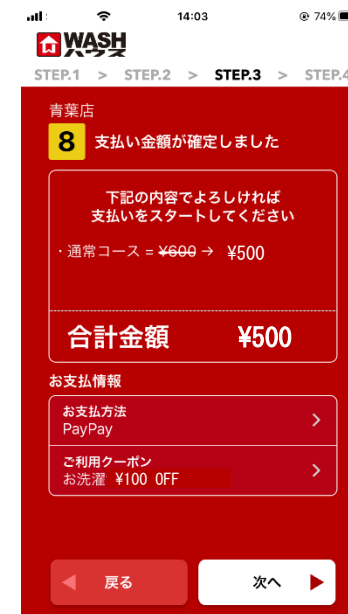 14:03
74%
WASH
ハウス
STEP.1 > STEP.2 > STEP.3 > STEP.4
青葉店
8 支払い金額が確定しました
下記の内容でよろしければ
支払いをスタートしてください
・通常コース = ¥600 → ¥500
合計金額 ¥500
お支払情報
お支払方法
PayPay
ご利用クーポン
お洗濯 ¥100 OFF
戻る
次へ